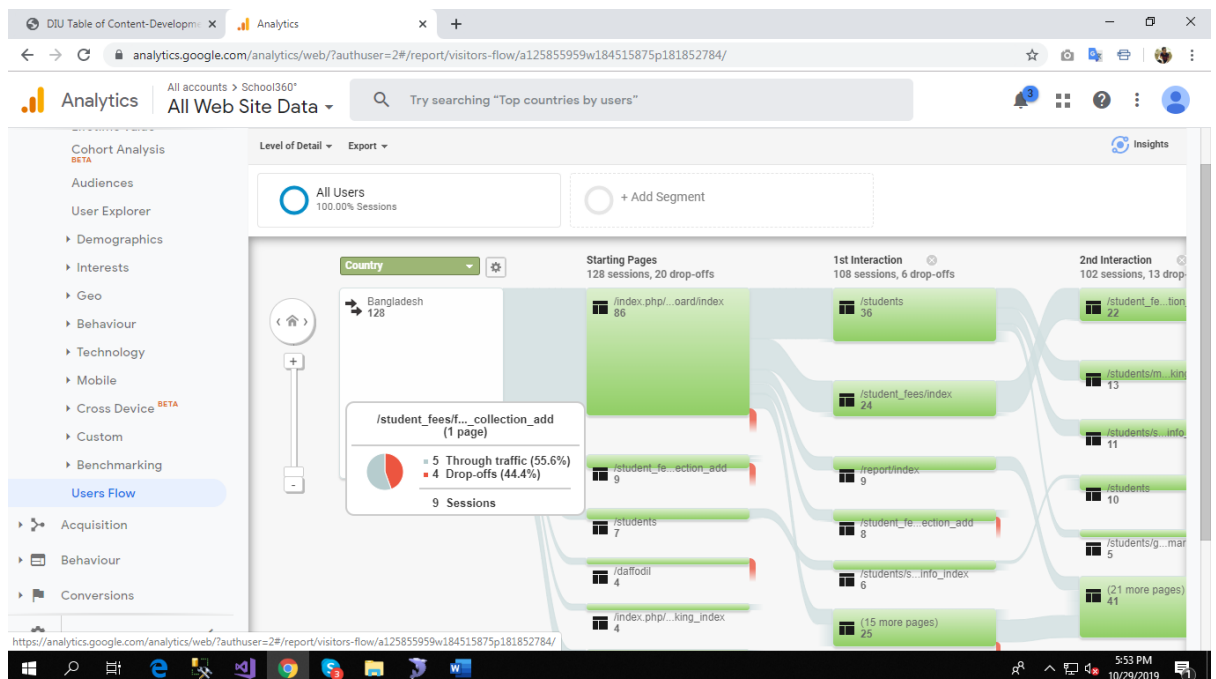 DIU Table of Content-Developme
Analytics
analytics.google.com/analytics/web/?authuser=2#/report/visitors-flow/a125855959w184515875p181852784/
Analytics
All accounts > School360°
All Web Site Data
Try searching “Top countries by users”
3
Lifetime Value
Cohort Analysis
BETA
Audiences
User Explorer
Demographics
Interests
Geo
Behaviour
Technology
Mobile
Cross Device BETA
Custom
Benchmarking
Users Flow
Acquisition
Behaviour
Conversions
Level of Detail
Export
Insights
All Users
100.00% Sessions
+ Add Segment
Country
Bangladesh
128
+
-
/student_fees/f..._collection_add
(1 page)
5 Through traffic (55.6%)
4 Drop-offs (44.4%)
9 Sessions
Starting Pages
128 sessions, 20 drop-offs
/index.php/...oard/index
86
/student_fe...ection_add
9
/students
7
/daffodil
4
/index.php/...king_index
4
1st Interaction
108 sessions, 6 drop-offs
/students
36
/student_fees/index
24
/report/index
9
/student_fe...ection_add
8
/students/s...info_index
6
(15 more pages)
25
2nd Interaction
102 sessions, 13 drop-
/student_fe...tion_
22
/students/m...king
13
/students/s...info_
11
/students
10
/students/g...mar
5
(21 more pages)
41
https://analytics.google.com/analytics/web/?authuser=2#/report/visitors-flow/a125855959w184515875p181852784/
5:53 PM
10/29/2019